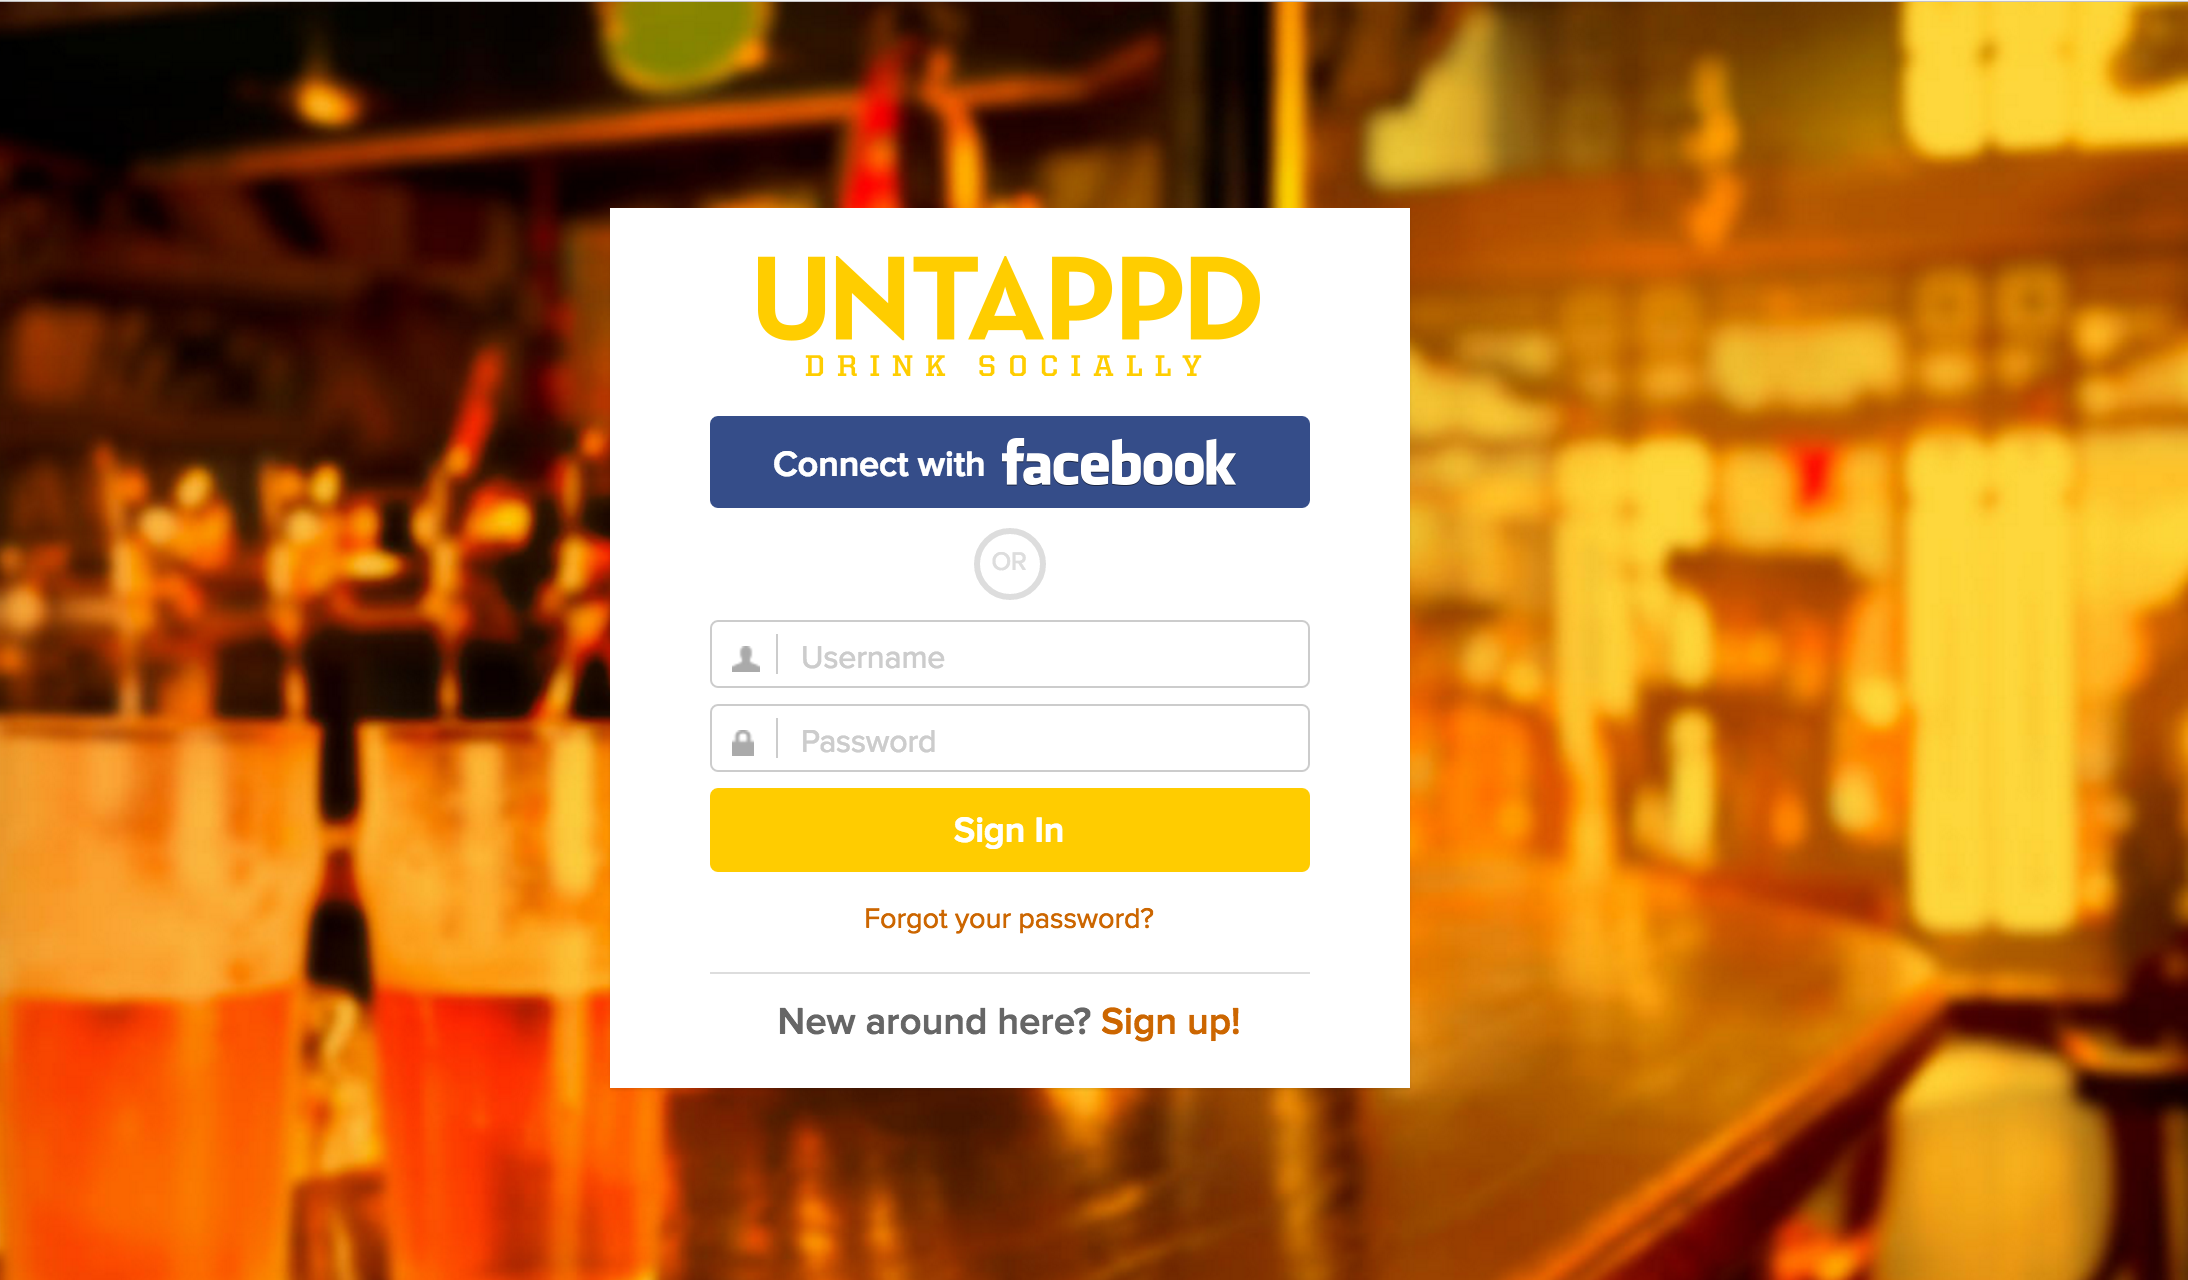 UNTAPPD
DRINK SOCIALLY
Connect with facebook
OR
Username
Password
Sign In
Forgot your password?
New around here? Sign up!